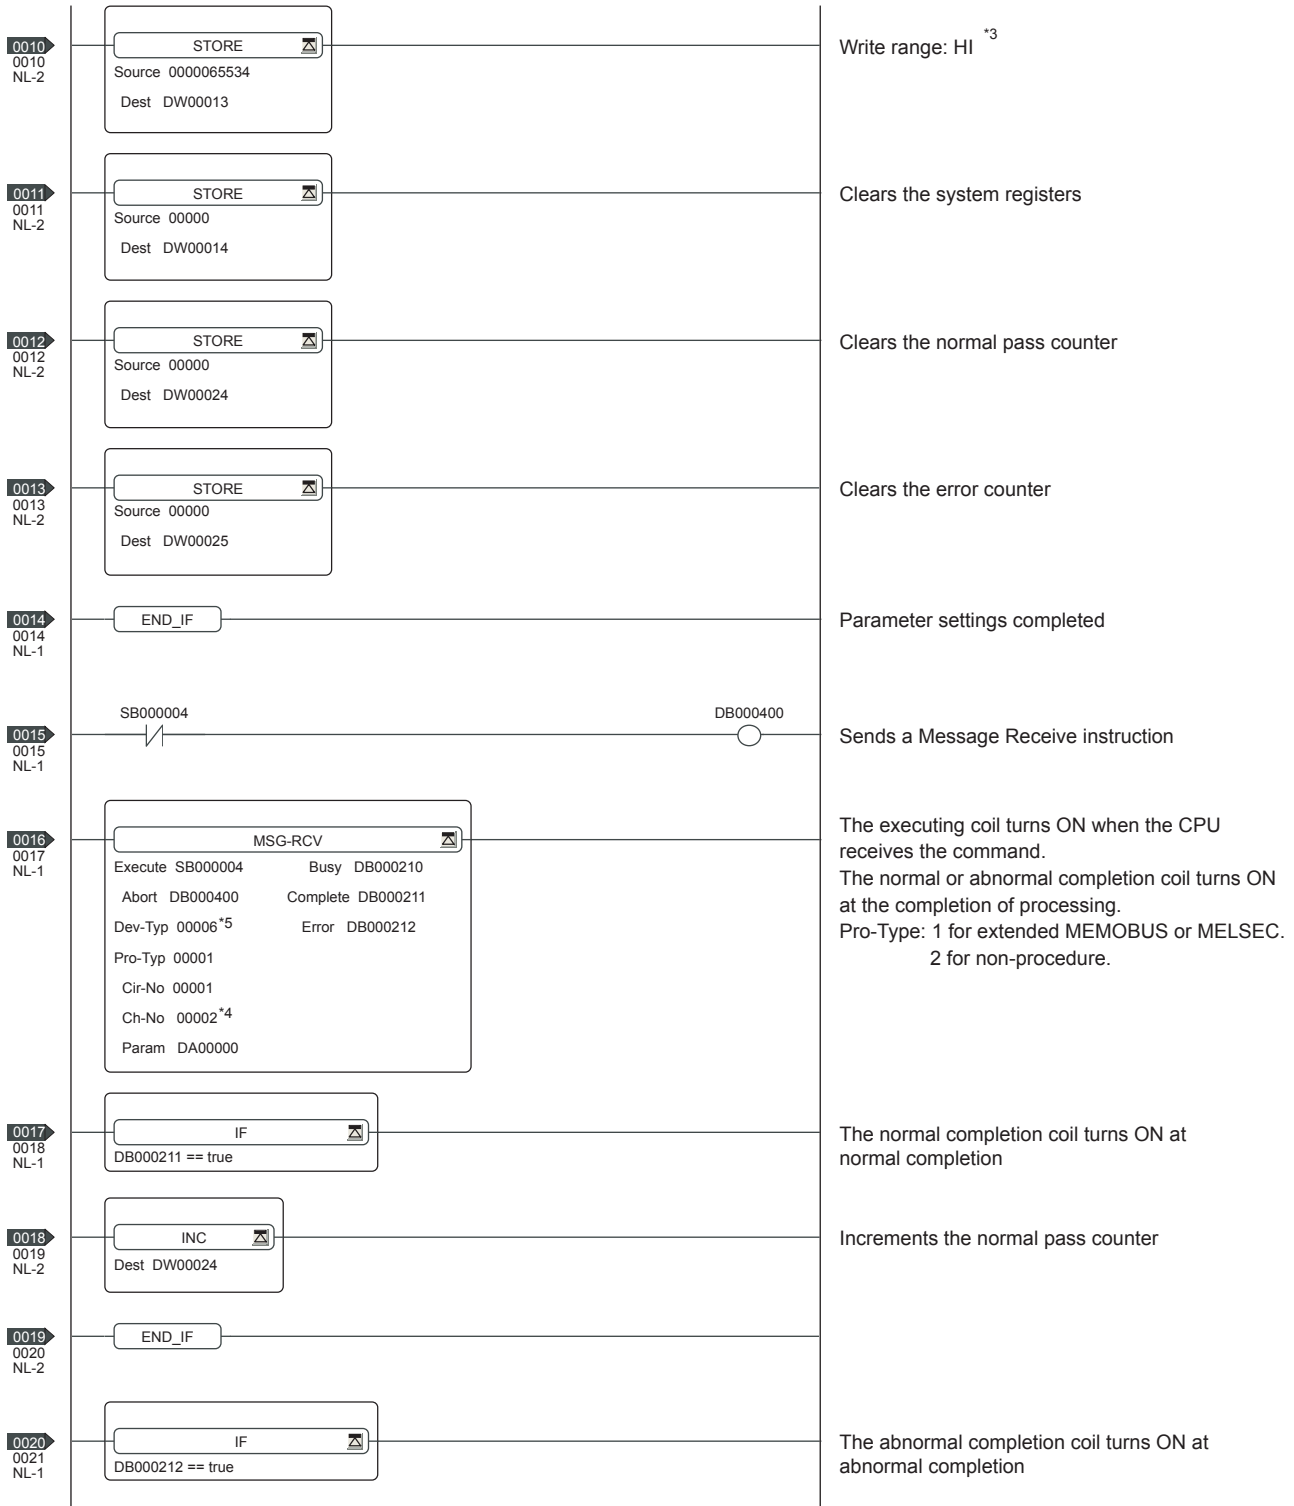 0010
0010
NL-2
STORE
Source 0000065534
Dest DW00013
Write range: HI *3
0011
0011
NL-2
STORE
Source 00000
Dest DW00014
Clears the system registers
0012
0012
NL-2
STORE
Source 00000
Dest DW00024
Clears the normal pass counter
0013
0013
NL-2
STORE
Source 00000
Dest DW00025
Clears the error counter
0014
0014
NL-1
END_IF
Parameter settings completed
0015
0015
NL-1
SB000004
DB000400
Sends a Message Receive instruction
0016
0017
NL-1
MSG-RCV
Execute SB000004 Busy DB000210
Abort DB000400 Complete DB000211
Dev-Typ 00006*5 Error DB000212
Pro-Typ 00001
Cir-No 00001
Ch-No 00002*4
Param DA00000
The executing coil turns ON when the CPU
receives the command.
The normal or abnormal completion coil turns ON
at the completion of processing.
Pro-Type: 1 for extended MEMOBUS or MELSEC.
2 for non-procedure.
0017
0018
NL-1
IF
DB000211 == true
The normal completion coil turns ON at
normal completion
0018
0019
NL-2
INC
Dest DW00024
Increments the normal pass counter
0019
0020
NL-2
END_IF
0020
0021
NL-1
IF
DB000212 == true
The abnormal completion coil turns ON at
abnormal completion